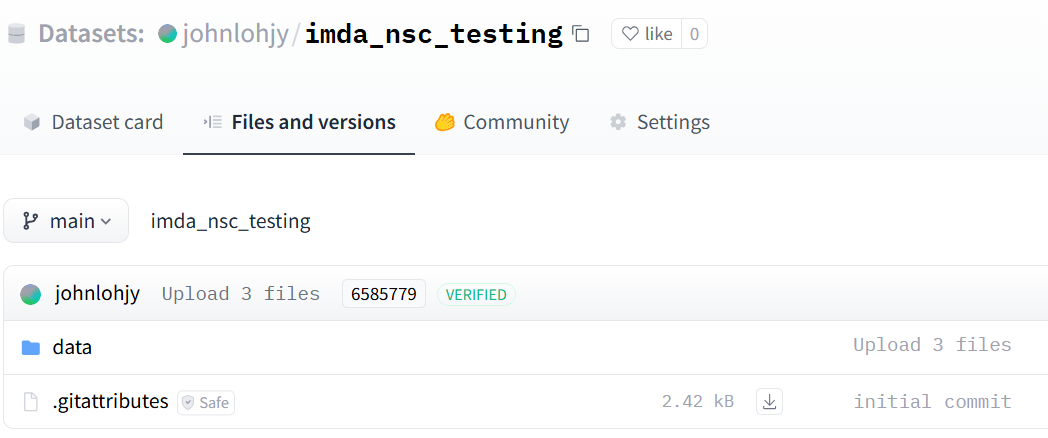 Datasets: johnlohjy/imda_nsc_testing like 0
Dataset card Files and versions Community Settings
main imda_nsc_testing
johnlohjy Upload 3 files 6585779 VERIFIED
data Upload 3 files
.gitattributes Safe 2.42 kB initial commit